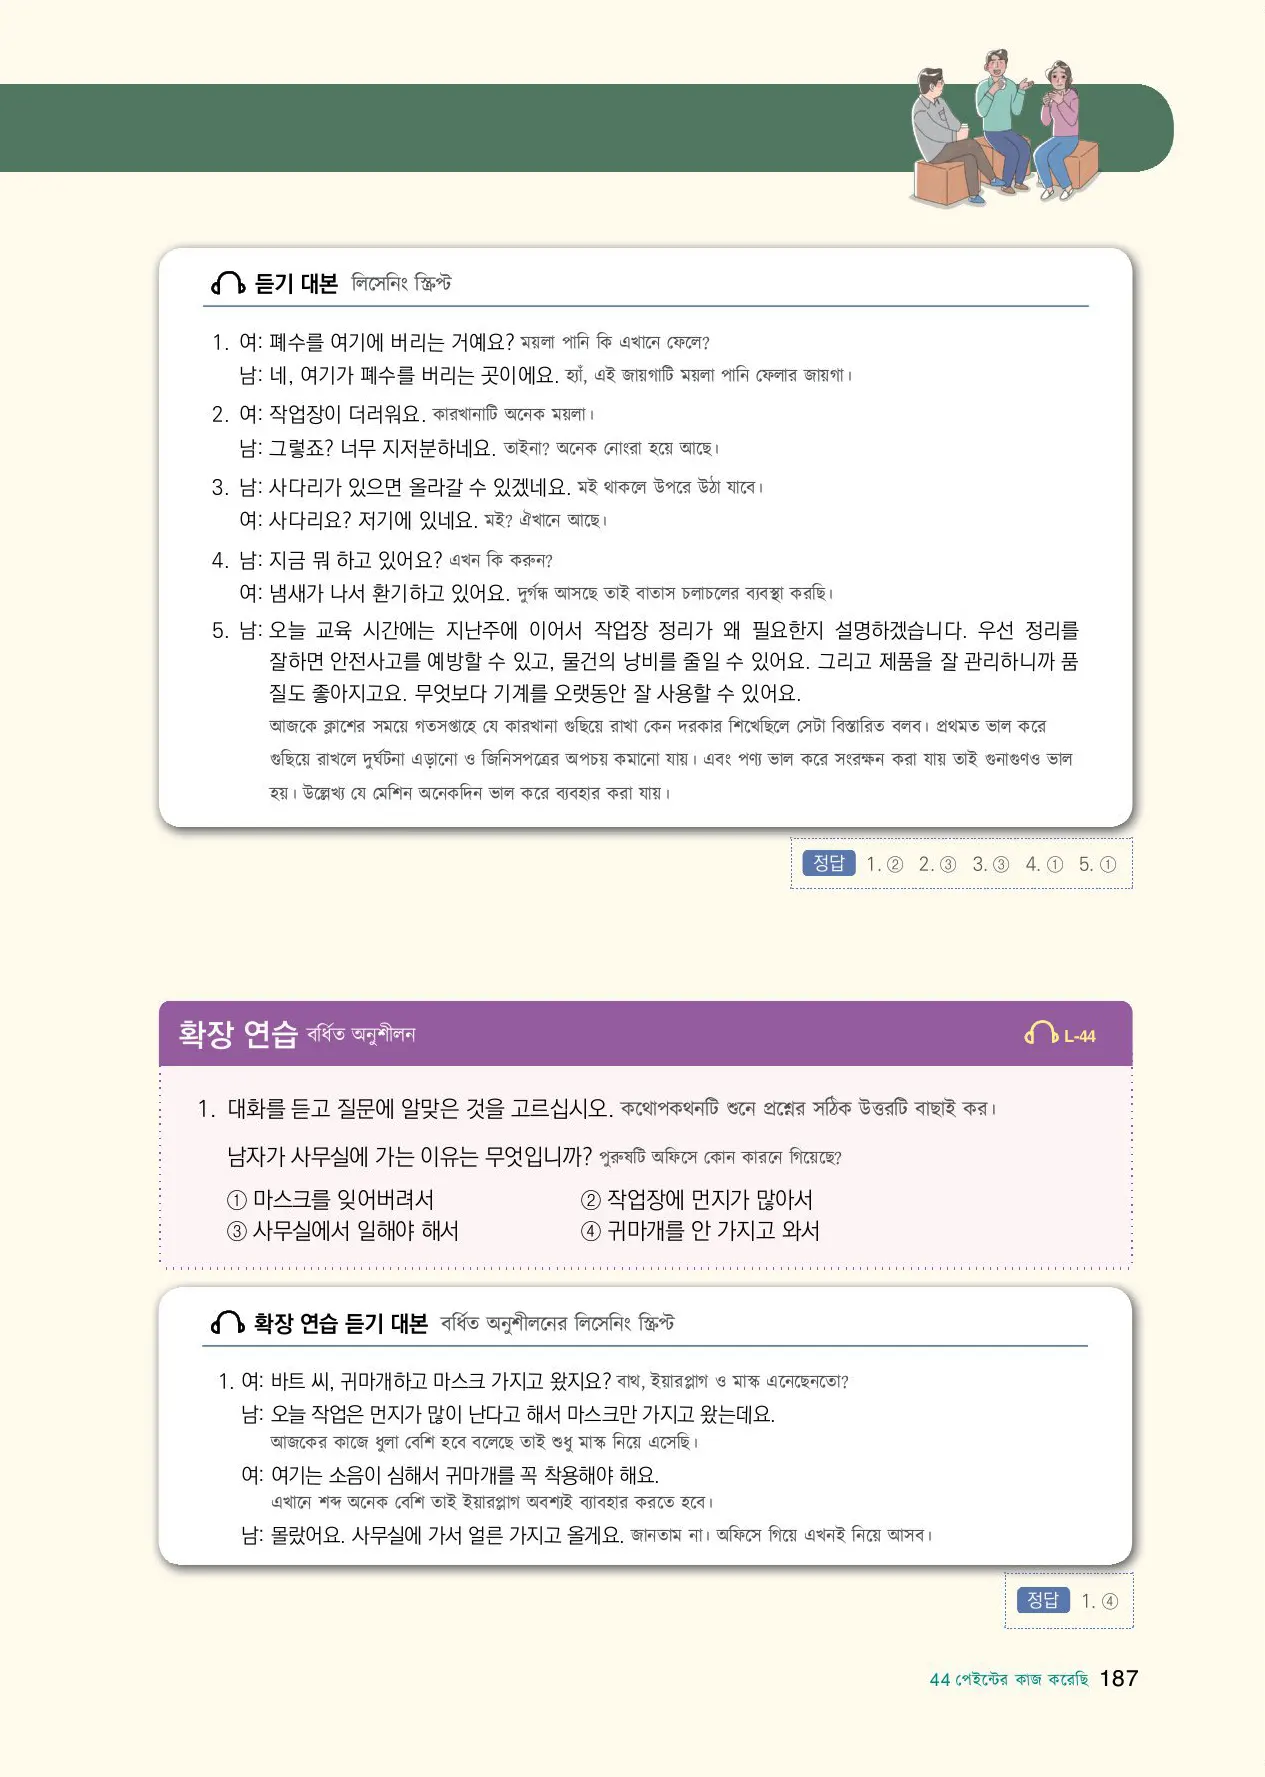 듣기 대본 লিসেনিং স্ক্রিপ্ট
1. 여: 폐수를 여기에 버리는 거예요? ময়লা পানি কি এখানে ফেলে?
남: 네, 여기가 폐수를 버리는 곳이에요. হ্যাঁ, এই জায়গাটি ময়লা পানি ফেলার জায়গা।
2. 여: 작업장이 더러워요. কারখানাটি অনেক ময়লা।
남: 그렇죠? 너무 지저분하네요. তাইনা? অনেক নোংরা হয়ে আছে।
3. 남: 사다리가 있으면 올라갈 수 있겠네요. মই থাকলে উপরে উঠা যাবে।
여: 사다리요? 저기에 있네요. মই? ঐখানে আছে।
4. 남: 지금 뭐 하고 있어요? এখন কি করুন?
여: 냄새가 나서 환기하고 있어요. দুর্গন্ধ আসছে তাই বাতাস চলাচলের ব্যবস্থা করছি।
5. 남: 오늘 교육 시간에는 지난주에 이어서 작업장 정리가 왜 필요한지 설명하겠습니다. 우선 정리를
잘하면 안전사고를 예방할 수 있고, 물건의 낭비를 줄일 수 있어요. 그리고 제품을 잘 관리하니까 품
질도 좋아지고요. 무엇보다 기계를 오랫동안 잘 사용할 수 있어요.
আজকে ক্লাশের সময়ে গতসপ্তাহে যে কারখানা গুছিয়ে রাখা কেন দরকার শিখেছিলে সেটা বিস্তারিত বলব। প্রথমত ভাল করে
গুছিয়ে রাখলে দুর্ঘটনা এড়ানো ও জিনিসপত্রের অপচয় কমানো যায়। এবং পণ্য ভাল করে সংরক্ষন করা যায় তাই গুনাগুণও ভাল
হয়। উল্লেখ্য যে মেশিন অনেকদিন ভাল করে ব্যবহার করা যায়।
정답 1. ② 2. ③ 3. ③ 4. ① 5. ①
확장 연습 বর্ধিত অনুশীলন L-44
1. 대화를 듣고 질문에 알맞은 것을 고르십시오. কথোপকথনটি শুনে প্রশ্নের সঠিক উত্তরটি বাছাই কর।
남자가 사무실에 가는 이유는 무엇입니까? পুরুষটি অফিসে কোন কারনে গিয়েছে?
① 마스크를 잊어버려서 ② 작업장에 먼지가 많아서
③ 사무실에서 일해야 해서 ④ 귀마개를 안 가지고 와서
확장 연습 듣기 대본 বর্ধিত অনুশীলনের লিসেনিং স্ক্রিপ্ট
1. 여: 바트 씨, 귀마개하고 마스크 가지고 왔지요? বাথ, ইয়ারপ্লাগ ও মাস্ক এনেছেনতো?
남: 오늘 작업은 먼지가 많이 난다고 해서 마스크만 가지고 왔는데요.
আজকের কাজে ধুলা বেশি হবে বলেছে তাই শুধু মাস্ক নিয়ে এসেছি।
여: 여기는 소음이 심해서 귀마개를 꼭 착용해야 해요.
এখানে শব্দ অনেক বেশি তাই ইয়ারপ্লাগ অবশ্যই ব্যাবহার করতে হবে।
남: 몰랐어요. 사무실에 가서 얼른 가지고 올게요. জানতাম না। অফিসে গিয়ে এখনই নিয়ে আসব।
정답 1. ④
44 পেইন্টের কাজ করেছি 187